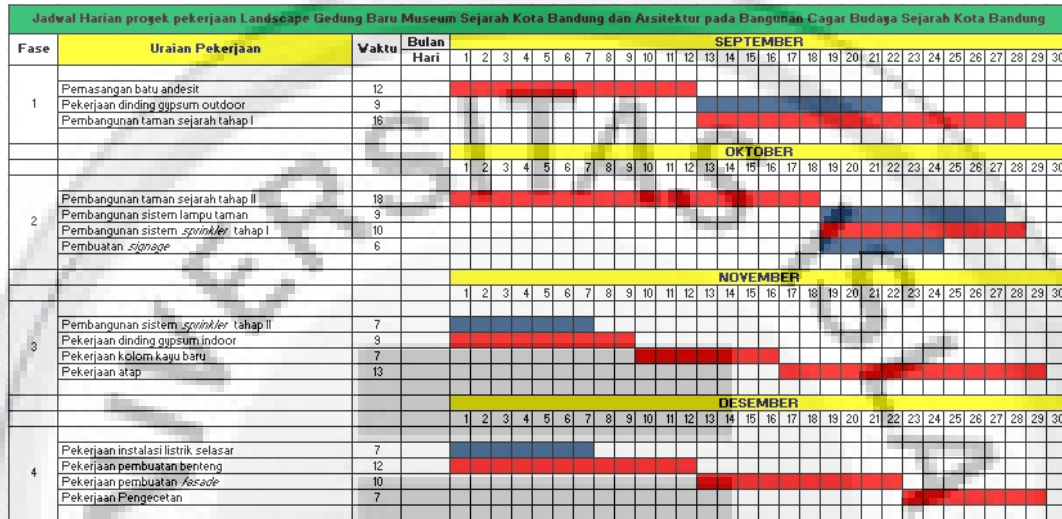 Jadwal Harian proyek pekerjaan Landscape Gedung Baru Museum Sejarah Kota Bandung dan Arsitektur pada Bangunan Cagar Budaya Sejarah Kota Bandung
Fase Uraian Pekerjaan Waktu Bulan SEPTEMBER
Hari 1 2 3 4 5 6 7 8 9 10 11 12 13 14 15 16 17 18 19 20 21 22 23 24 25 26 27 28 29 30
1
Pemasangan batu andesit 12
Pekerjaan dinding gypsum outdoor 9
Pembangunan taman sejarah tahap I 16
OKTOBER
1 2 3 4 5 6 7 8 9 10 11 12 13 14 15 16 17 18 19 20 21 22 23 24 25 26 27 28 29 30
2
Pembangunan taman sejarah tahap II 18
Pembangunan sistem lampu taman 9
Pembangunan sistem sprinkler tahap I 10
Pembuatan signage 6
NOVEMBER
1 2 3 4 5 6 7 8 9 10 11 12 13 14 15 16 17 18 19 20 21 22 23 24 25 26 27 28 29 30
3
Pembangunan sistem sprinkler tahap II 7
Pekerjaan dinding gypsum indoor 9
Pekerjaan kolom kayu baru 7
Pekerjaan atap 13
DESEMBER
1 2 3 4 5 6 7 8 9 10 11 12 13 14 15 16 17 18 19 20 21 22 23 24 25 26 27 28 29 30
4
Pekerjaan instalasi listrik selasar 7
Pekerjaan pembuatan benteng 12
Pekerjaan pembuatan fasade 10
Pekerjaan Pengecetan 7